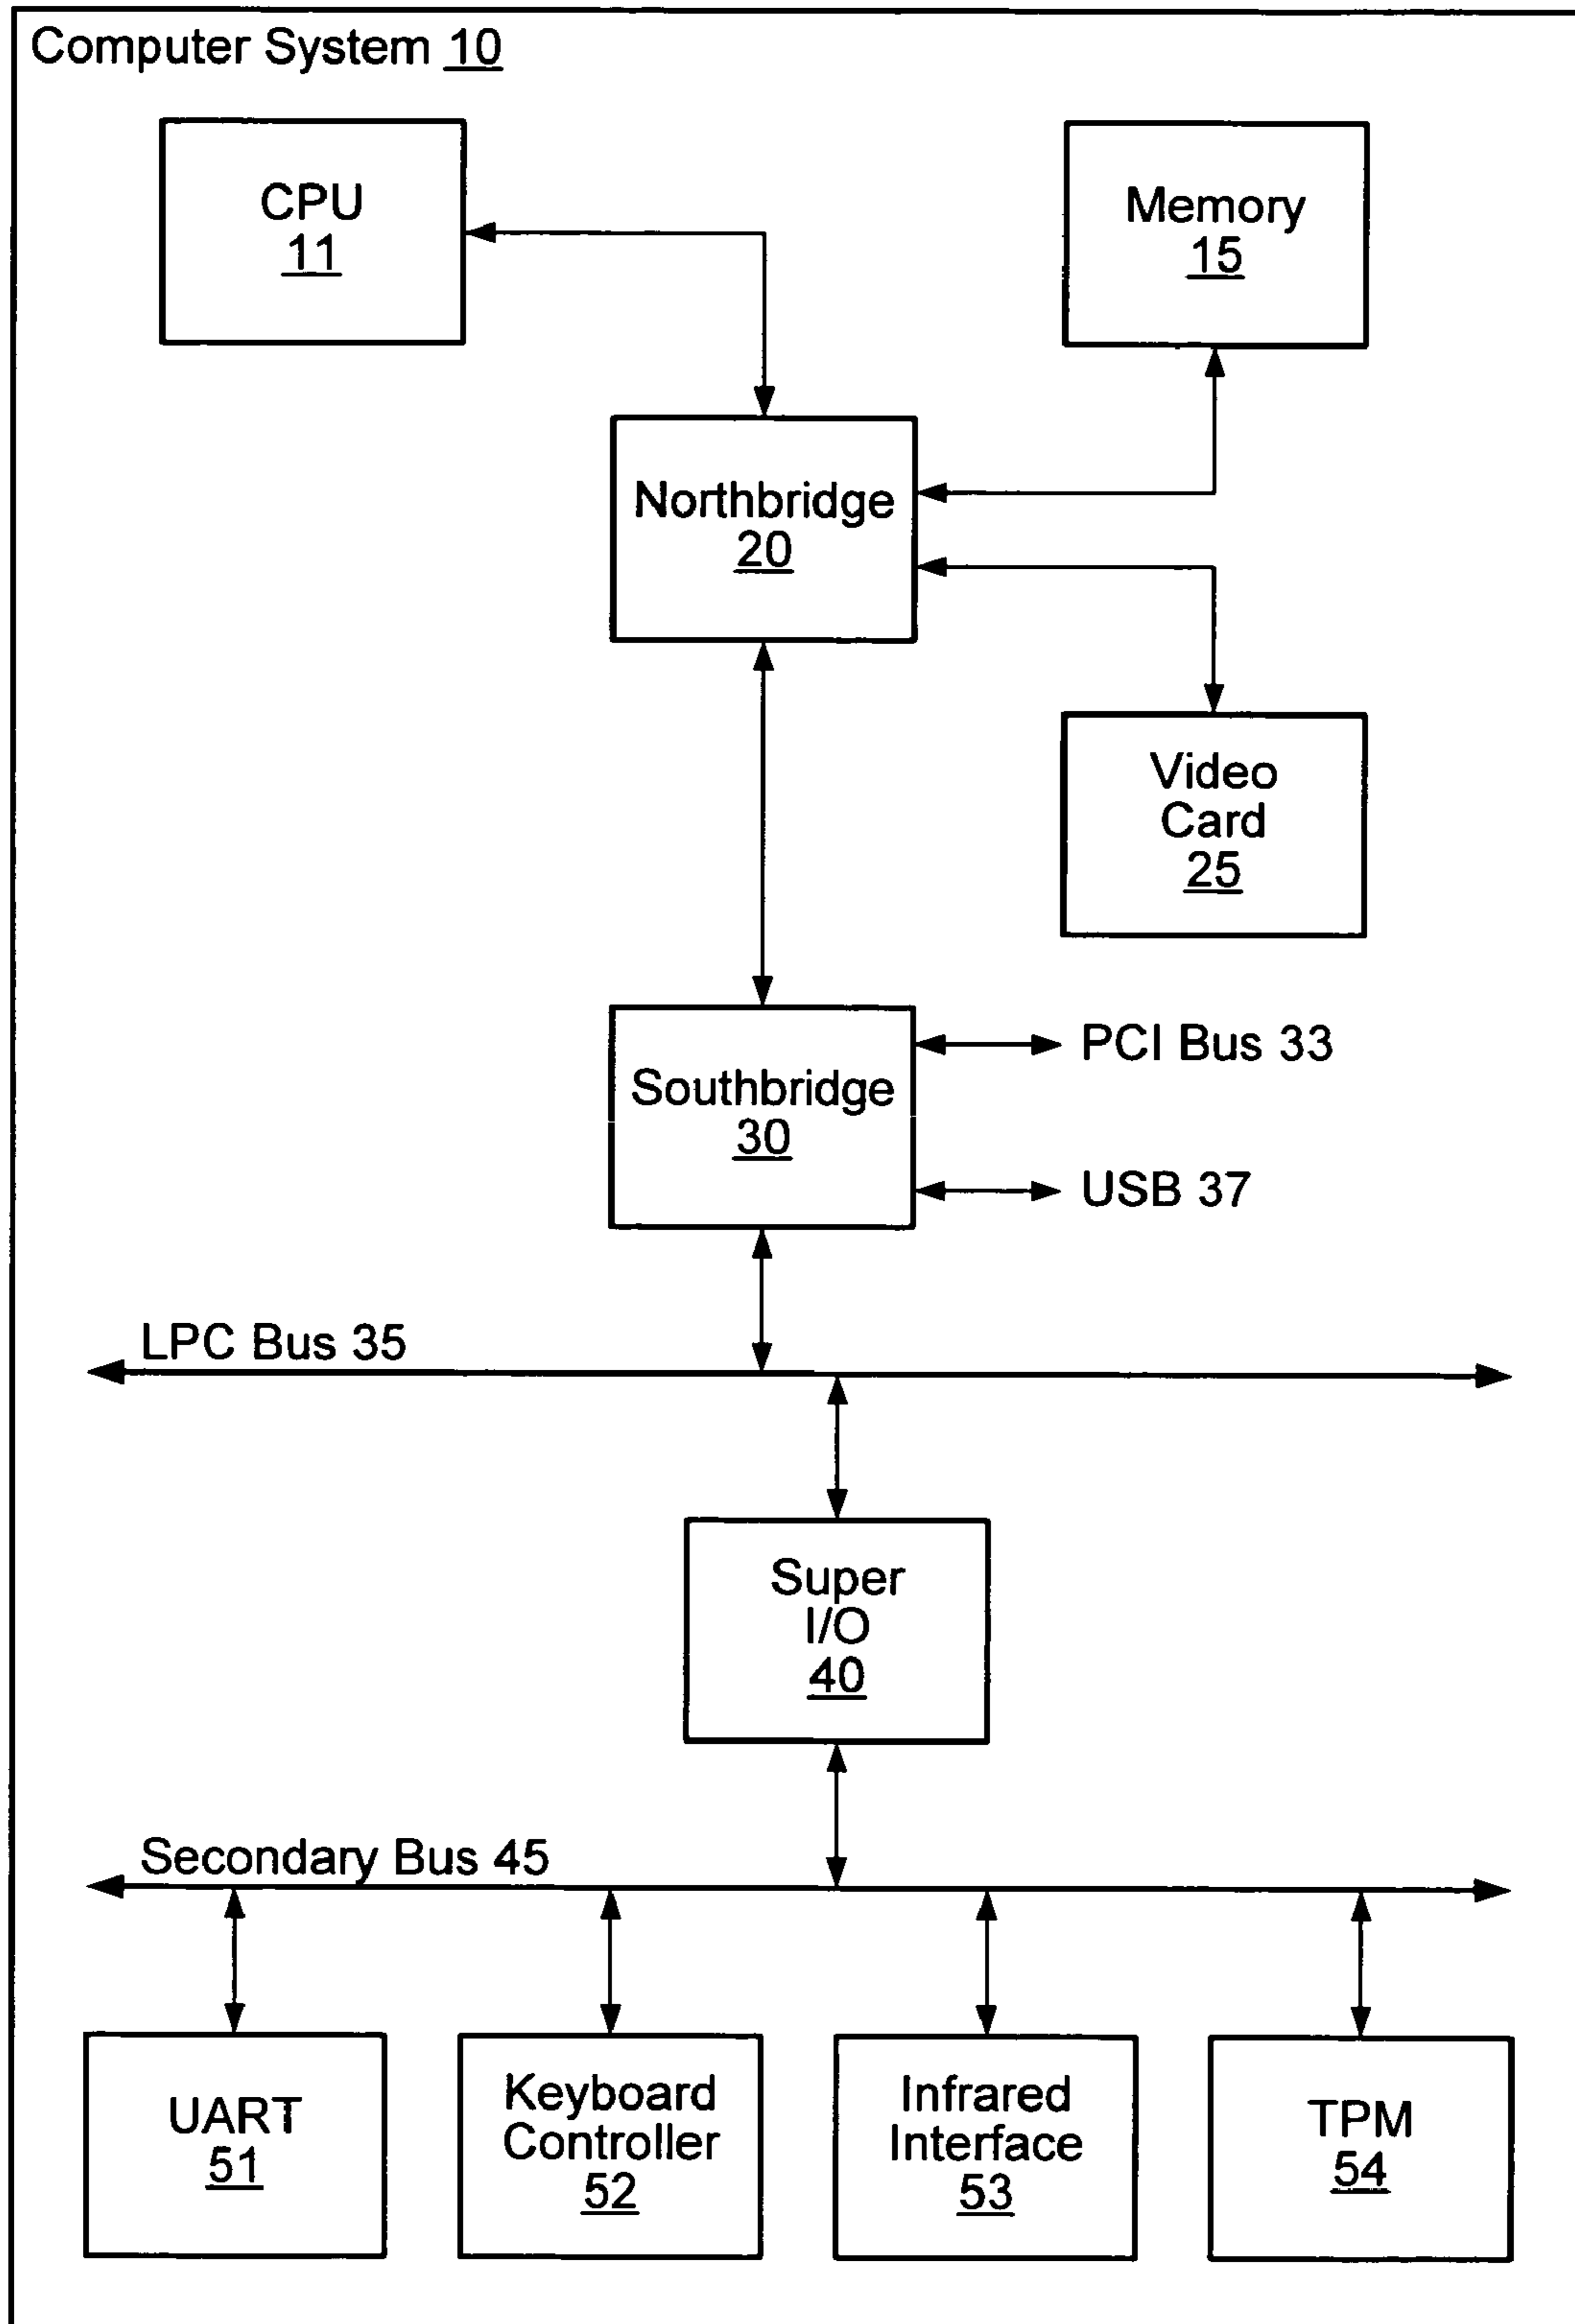 Computer System 10
CPU
11
Memory
15
Northbridge
20
Video
Card
25
Southbridge
30
PCI Bus 33
USB 37
LPC Bus 35
Super
I/O
40
Secondary Bus 45
UART
51
Keyboard
Controller
52
Infrared
Interface
53
TPM
54